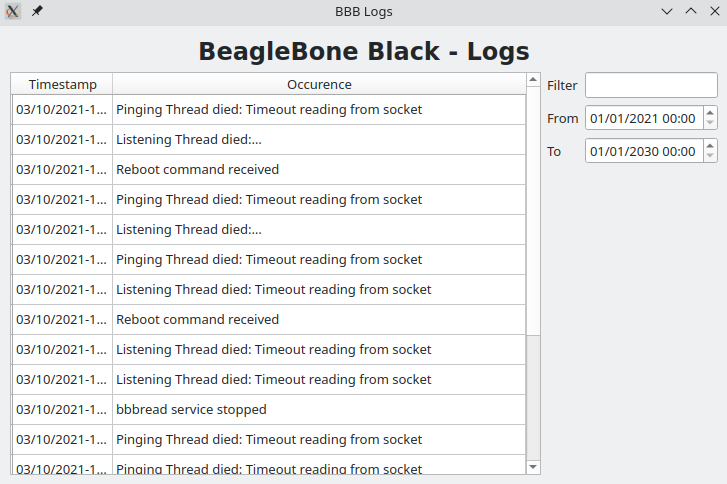 BBB Logs
BeagleBone Black - Logs
Timestamp Occurence
03/10/2021-1... Pinging Thread died: Timeout reading from socket
03/10/2021-1... Listening Thread died:...
03/10/2021-1... Reboot command received
03/10/2021-1... Pinging Thread died: Timeout reading from socket
03/10/2021-1... Listening Thread died:...
03/10/2021-1... Pinging Thread died: Timeout reading from socket
03/10/2021-1... Listening Thread died: Timeout reading from socket
03/10/2021-1... Reboot command received
03/10/2021-1... Listening Thread died: Timeout reading from socket
03/10/2021-1... Listening Thread died: Timeout reading from socket
03/10/2021-1... bbbread service stopped
03/10/2021-1... Pinging Thread died: Timeout reading from socket
03/10/2021-1... Pinging Thread died: Timeout reading from socket
Filter
From 01/01/2021 00:00
To 01/01/2030 00:00